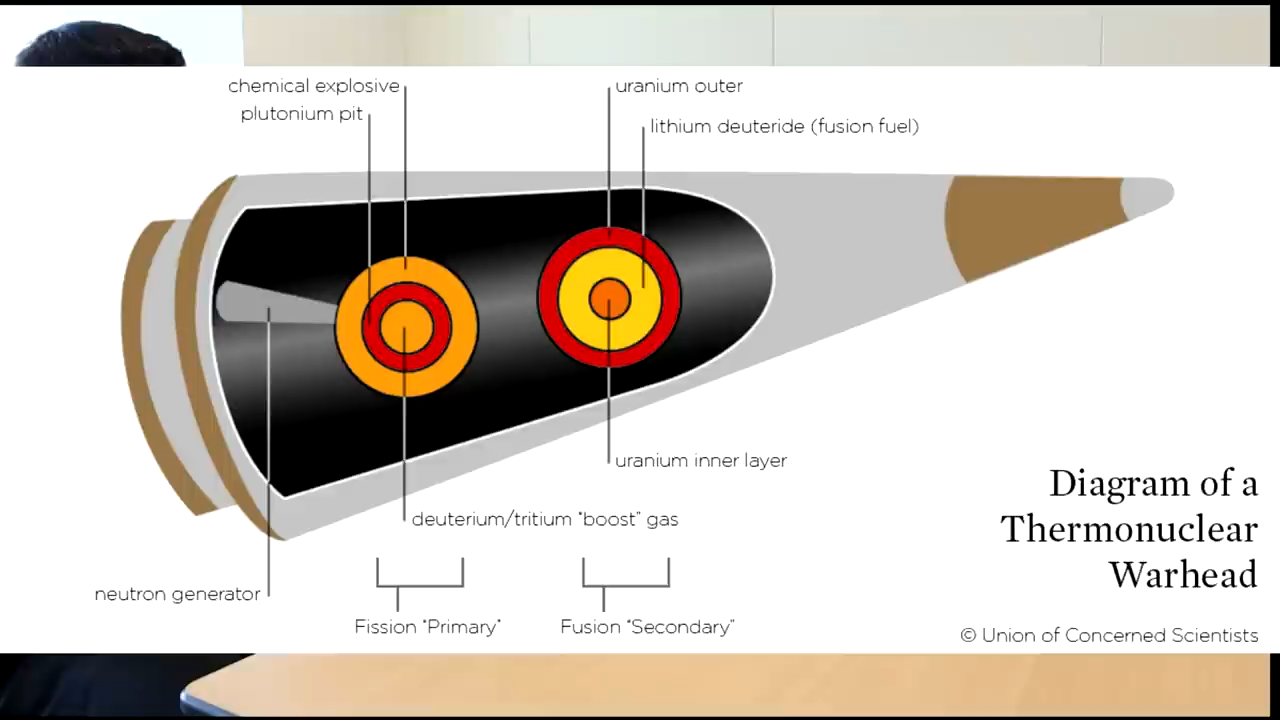 chemical explosive
plutonium pit
uranium outer
lithium deuteride (fusion fuel)
uranium inner layer
deuterium/tritium "boost" gas
neutron generator
Fission "Primary"
Fusion "Secondary"
Diagram of a
Thermonuclear
Warhead
© Union of Concerned Scientists